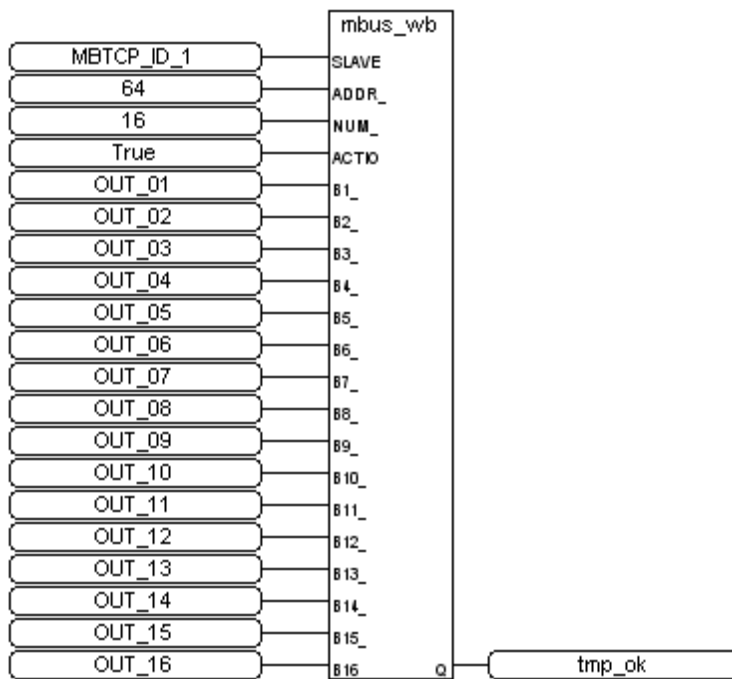 mbus_wb
MBTCP_ID_1 SLAVE
64 ADDR_
16 NUM_
True ACTIO
OUT_01 B1_
OUT_02 B2_
OUT_03 B3_
OUT_04 B4_
OUT_05 B5_
OUT_06 B6_
OUT_07 B7_
OUT_08 B8_
OUT_09 B9_
OUT_10 B10_
OUT_11 B11_
OUT_12 B12_
OUT_13 B13_
OUT_14 B14_
OUT_15 B15_
OUT_16 B16 Q tmp_ok